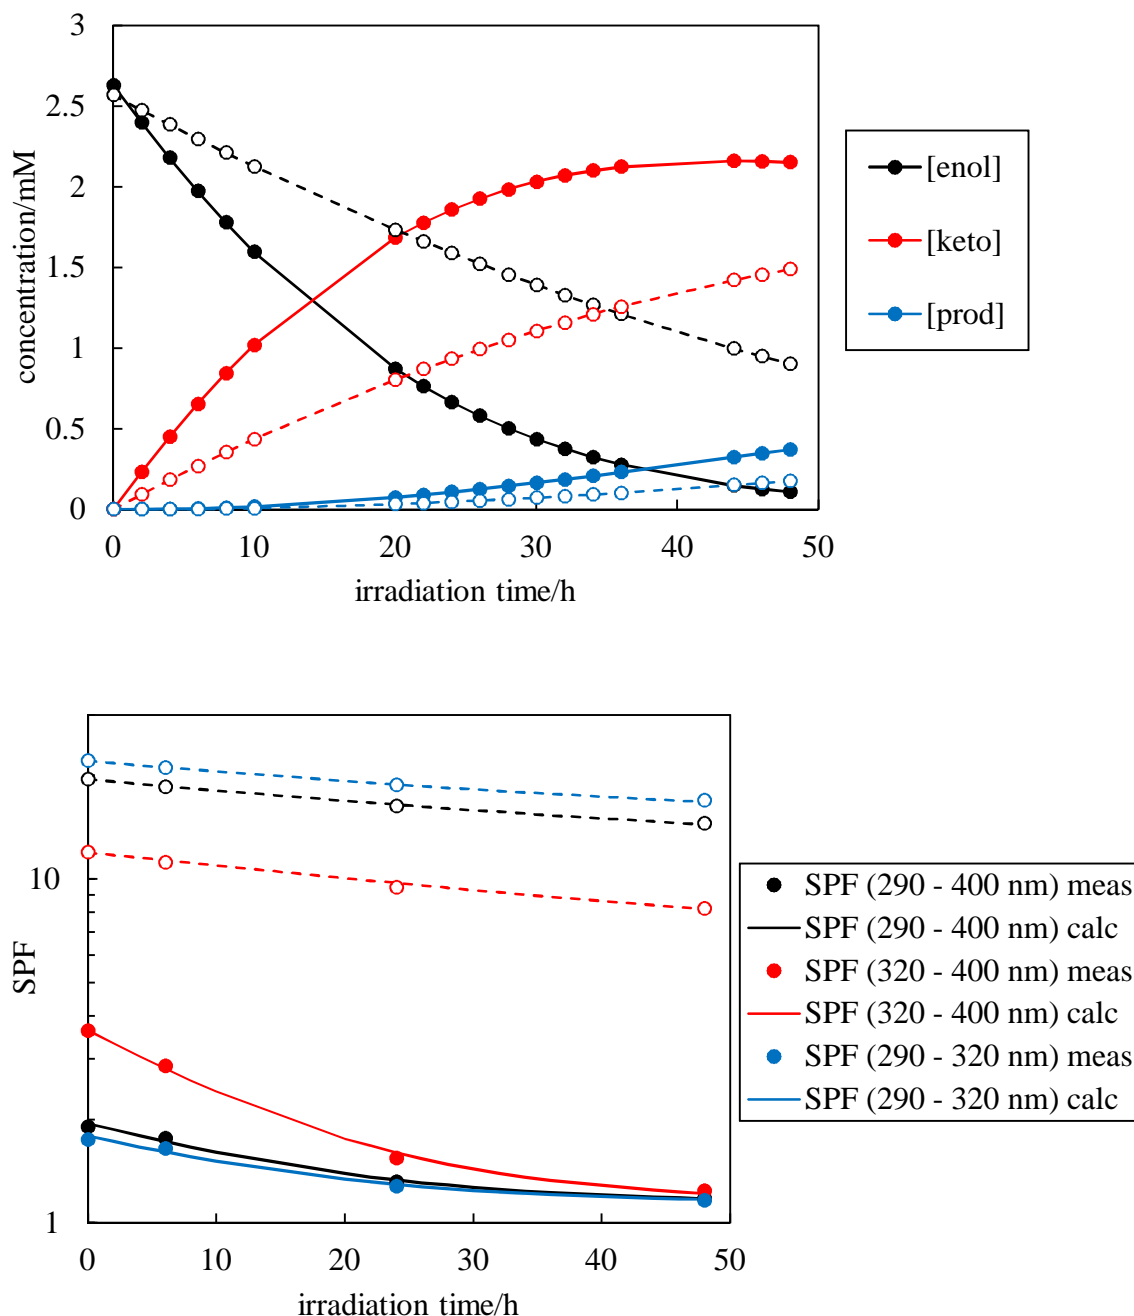 3
2.5
2
1.5
1
0.5
0
concentration/mM
0 10 20 30 40 50
irradiation time/h
[enol]
[keto]
[prod]
10
1
SPF
0 10 20 30 40 50
irradiation time/h
SPF (290 - 400 nm) meas
SPF (290 - 400 nm) calc
SPF (320 - 400 nm) meas
SPF (320 - 400 nm) calc
SPF (290 - 320 nm) meas
SPF (290 - 320 nm) calc